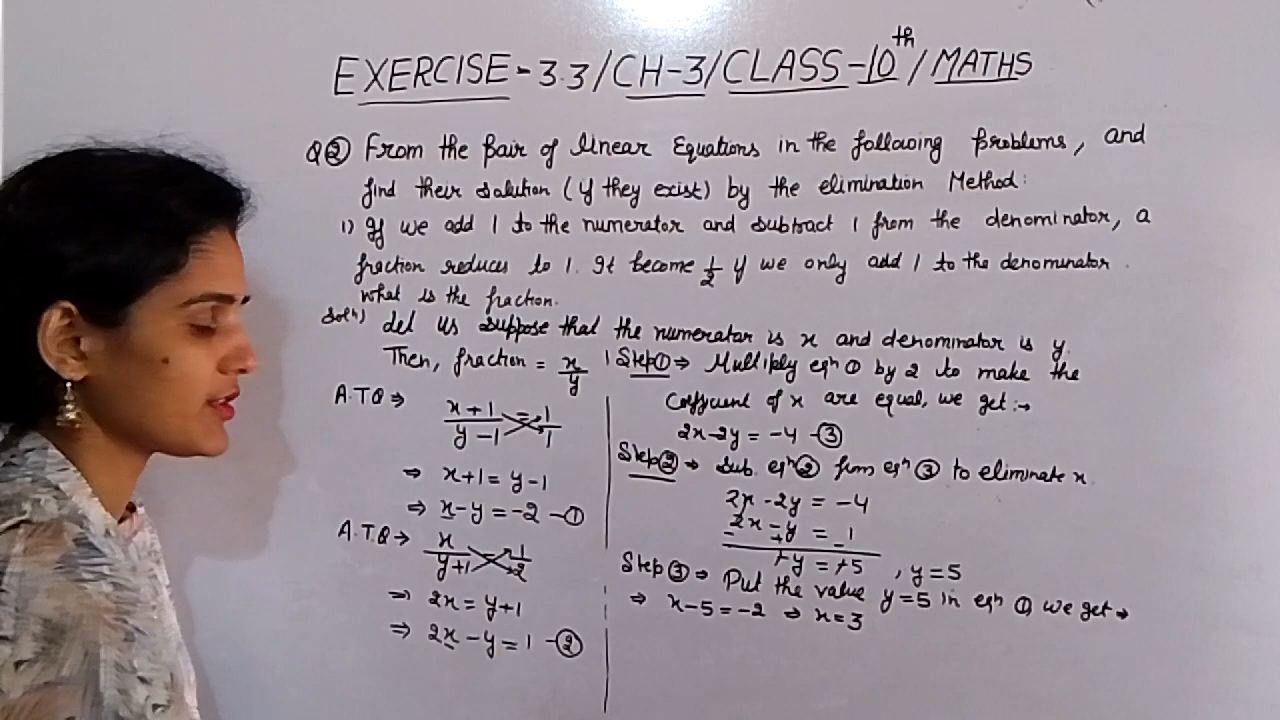 EXERCISE - 3.3/CH-3/CLASS-10th/MATHS
Q② From the Pair of linear Equations in the following Problems, and
find their solution (if they exist) by the elimination Method:
1) If we add 1 to the numerator and subtract 1 from the denominator, a
fraction reduces to 1. It become 1/2 if we only add 1 to the denominator.
What is the fraction.
Solⁿ) Let us suppose that the numerator is x and denominator is y.
Then, fraction = x/y
A.T.Q ⇒ (x+1)/(y-1) = 1/1
⇒ x+1 = y-1
⇒ x-y = -2 -①
A.T.Q → x/(y+1) = 1/2
⇒ 2x = y+1
⇒ 2x-y = 1 -②
Step① ⇒ Multiply eqⁿ ① by 2 to make the
Coefficient of x are equal, we get :→
2x-2y = -4 -③
Step② → Sub. eqⁿ ② from eqⁿ ③ to eliminate x.
2x-2y = -4
2x-y = 1
- + -
+y = +5 , y=5
Step③ ⇒ Put the value y=5 in eqⁿ ①, we get →
⇒ x-5 = -2 ⇒ x=3